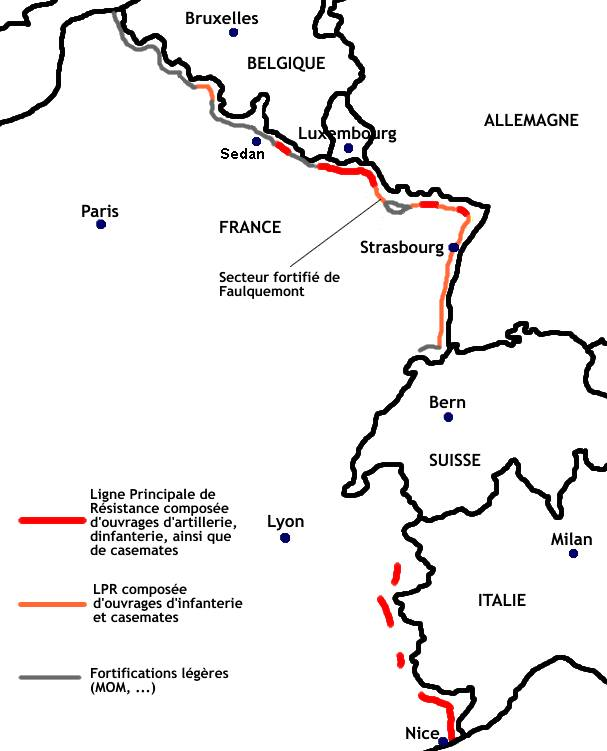 Bruxelles
BELGIQUE
ALLEMAGNE
Luxembourg
Sedan
Paris
FRANCE
Strasbourg
Secteur fortifié de
Faulquemont
Bern
SUISSE
Ligne Principale de
Résistance composée
d'ouvrages d'artillerie,
dinfanterie, ainsi que
de casemates
Lyon
Milan
LPR composée
d'ouvrages d'infanterie
et casemates
ITALIE
Fortifications légères
(MOM, ...)
Nice